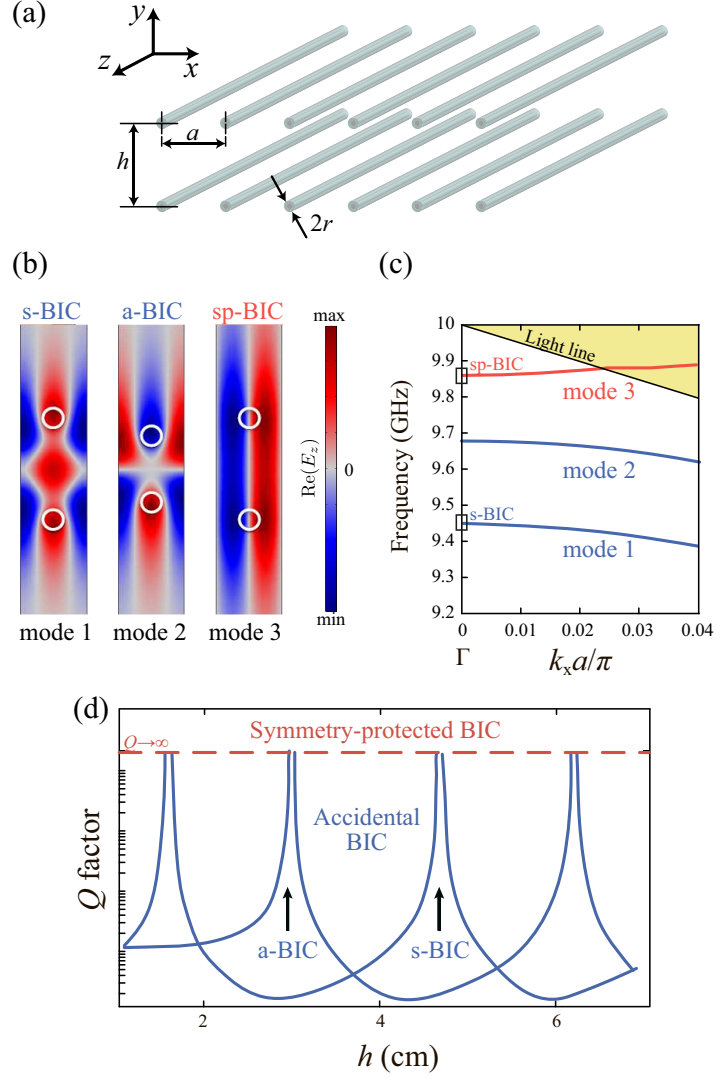 (a)
y
z
x
a
h
2r
(b)
s-BIC
a-BIC
sp-BIC
max
Re(E_z)
0
min
mode 1
mode 2
mode 3
(c)
Frequency (GHz)
10
9.9
9.8
9.7
9.6
9.5
9.4
9.3
9.2
Light line
sp-BIC
mode 3
mode 2
s-BIC
mode 1
0
0.01
0.02
0.03
0.04
Γ
kₓa/π
(d)
Symmetry-protected BIC
Q→∞
Accidental
BIC
a-BIC
s-BIC
Q factor
2
4
6
h (cm)